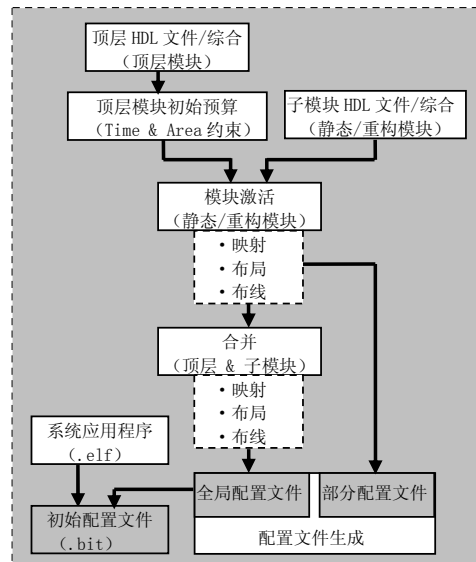 顶层 HDL 文件/综合
(顶层模块)
顶层模块初始预算
(Time & Area 约束)
子模块 HDL 文件/综合
(静态/重构模块)
模块激活
(静态/重构模块)
·映射
·布局
·布线
合并
(顶层 & 子模块)
·映射
·布局
·布线
系统应用程序
(.elf)
全局配置文件
部分配置文件
初始配置文件
(.bit)
配置文件生成